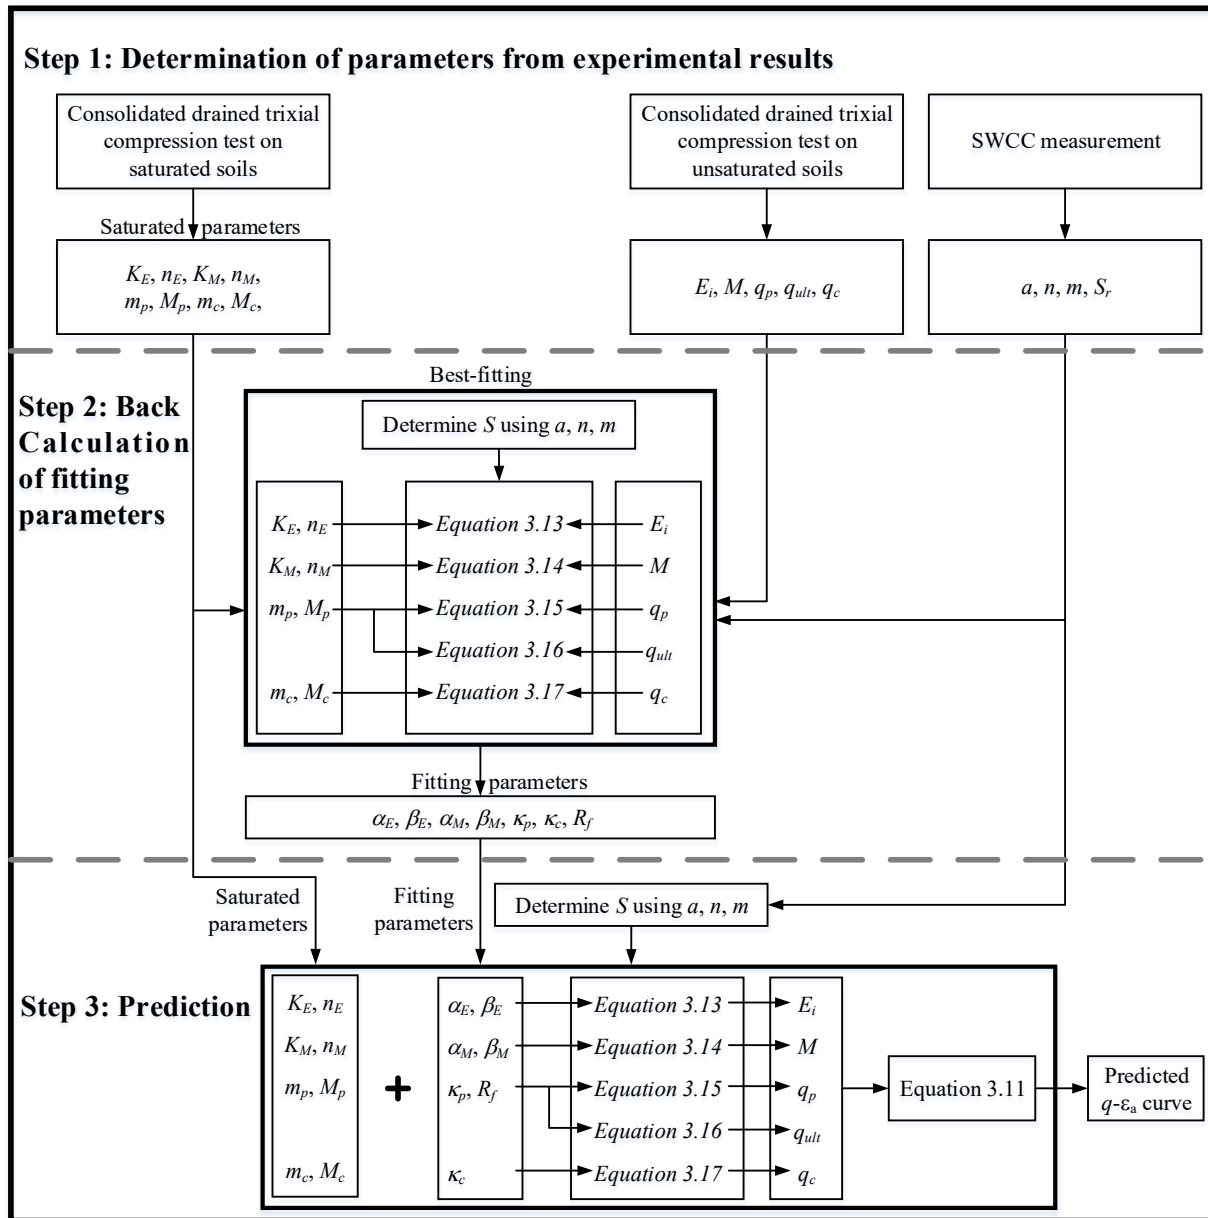 Step 1: Determination of parameters from experimental results
Consolidated drained trixial
compression test on
saturated soils
Consolidated drained trixial
compression test on
unsaturated soils
SWCC measurement
Saturated parameters
K_E, n_E, K_M, n_M,
m_p, M_p, m_c, M_c,
E_i, M, q_p, q_ult, q_c
a, n, m, S_r
Best-fitting
Step 2: Back
Calculation
of fitting
parameters
Determine S using a, n, m
K_E, n_E
Equation 3.13
E_i
K_M, n_M
Equation 3.14
M
m_p, M_p
Equation 3.15
q_p
Equation 3.16
q_ult
m_c, M_c
Equation 3.17
q_c
Fitting parameters
α_E, β_E, α_M, β_M, κ_p, κ_c, R_f
Saturated
parameters
Fitting
parameters
Determine S using a, n, m
Step 3: Prediction
K_E, n_E
α_E, β_E
Equation 3.13
E_i
K_M, n_M
α_M, β_M
Equation 3.14
M
m_p, M_p
+
κ_p, R_f
Equation 3.15
q_p
Equation 3.16
q_ult
m_c, M_c
κ_c
Equation 3.17
q_c
Equation 3.11
Predicted
q-ε_a curve